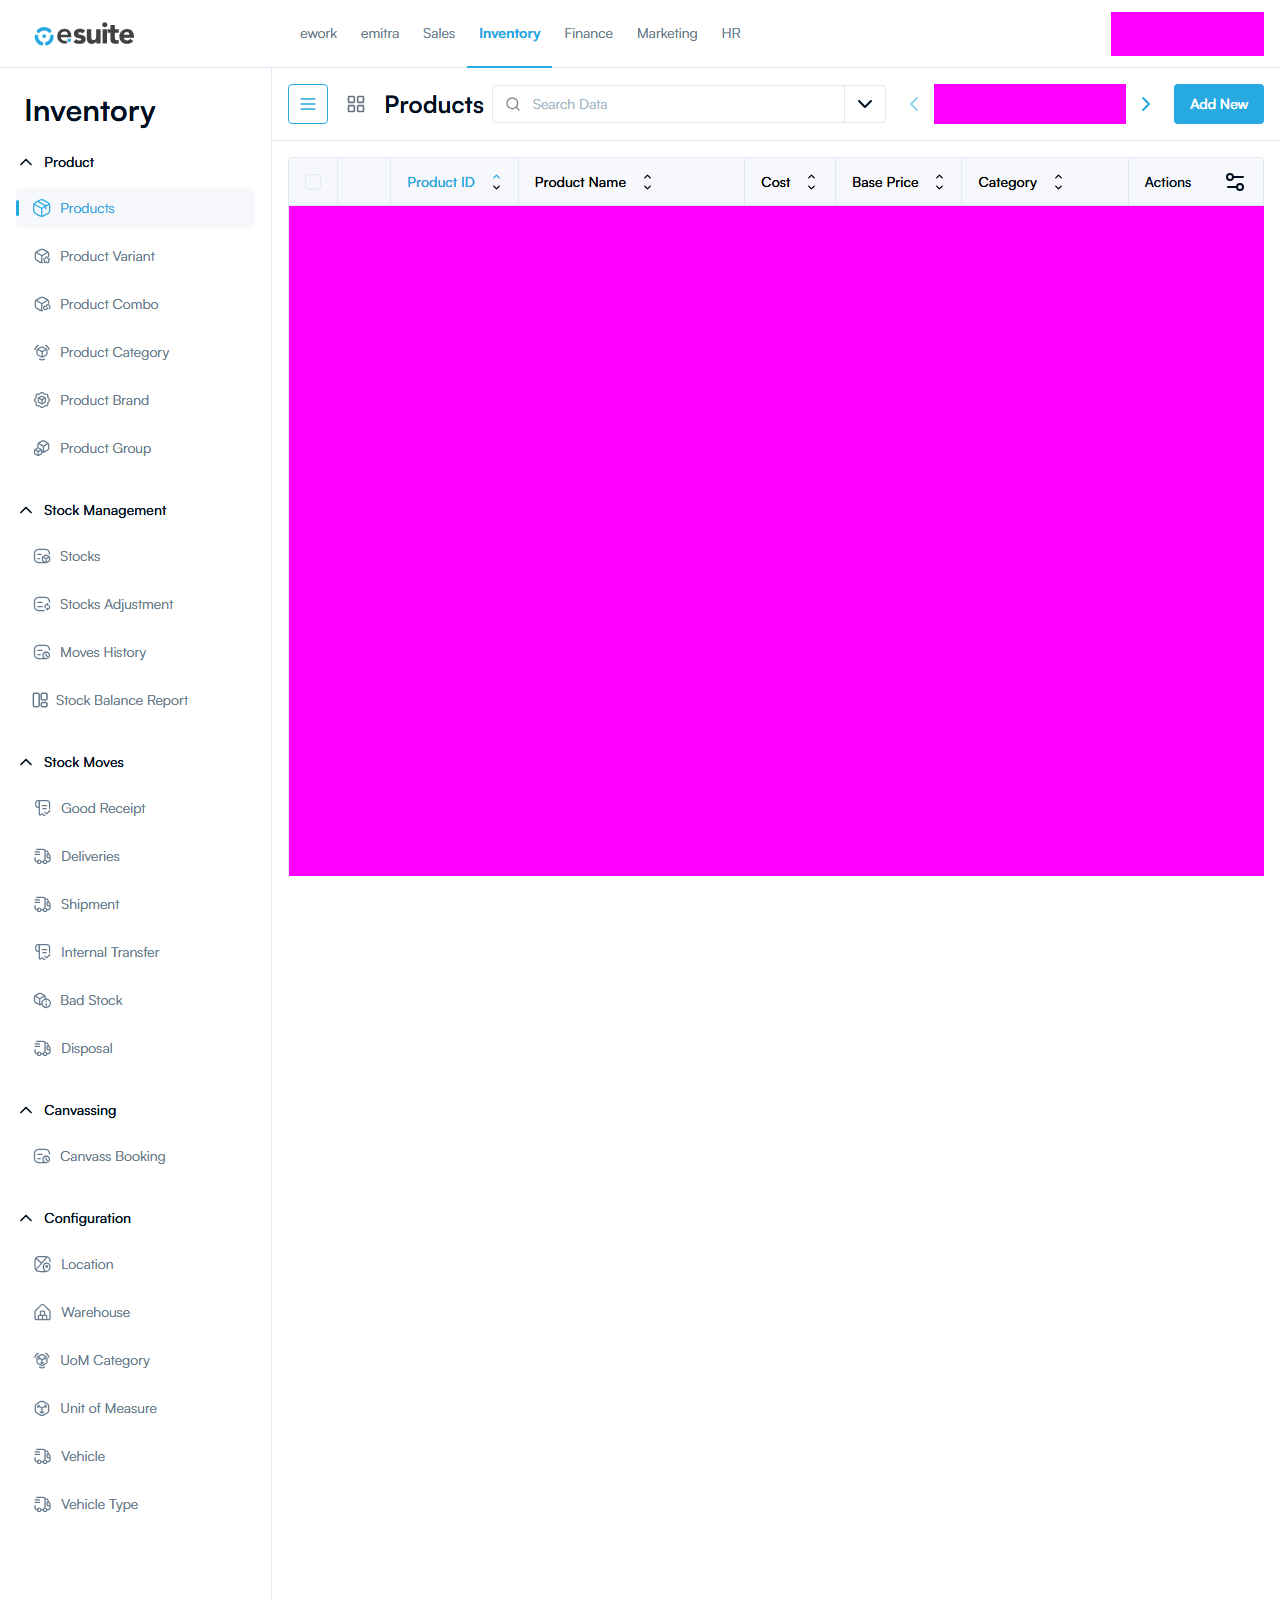 esuite
ework emitra Sales Inventory Finance Marketing HR
Inventory
Products Search Data Add New
Product
Product ID Product Name Cost Base Price Category Actions
Products
Product Variant
Product Combo
Product Category
Product Brand
Product Group
Stock Management
Stocks
Stocks Adjustment
Moves History
Stock Balance Report
Stock Moves
Good Receipt
Deliveries
Shipment
Internal Transfer
Bad Stock
Disposal
Canvassing
Canvass Booking
Configuration
Location
Warehouse
UoM Category
Unit of Measure
Vehicle
Vehicle Type